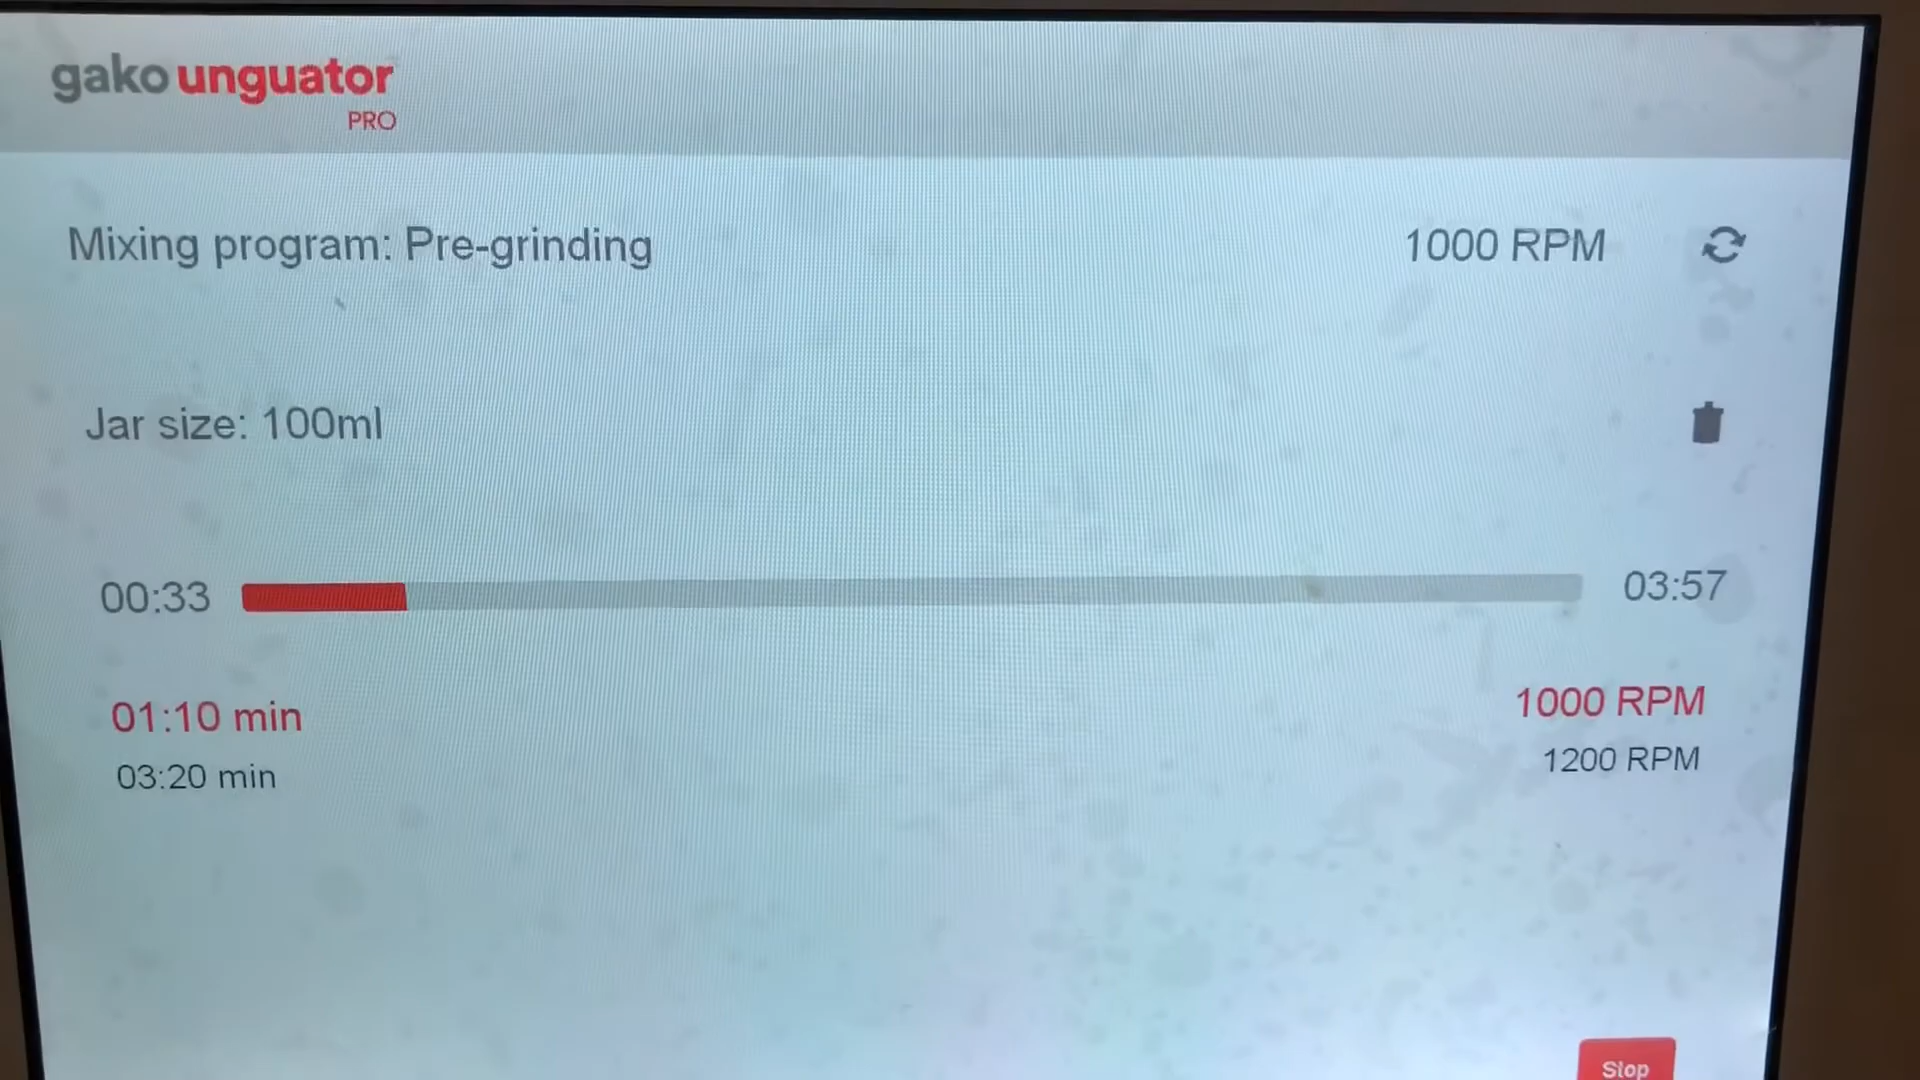 gako unguator
PRO
Mixing program: Pre-grinding 1000 RPM
Jar size: 100ml
00:33 03:57
01:10 min 1000 RPM
03:20 min 1200 RPM
Stop